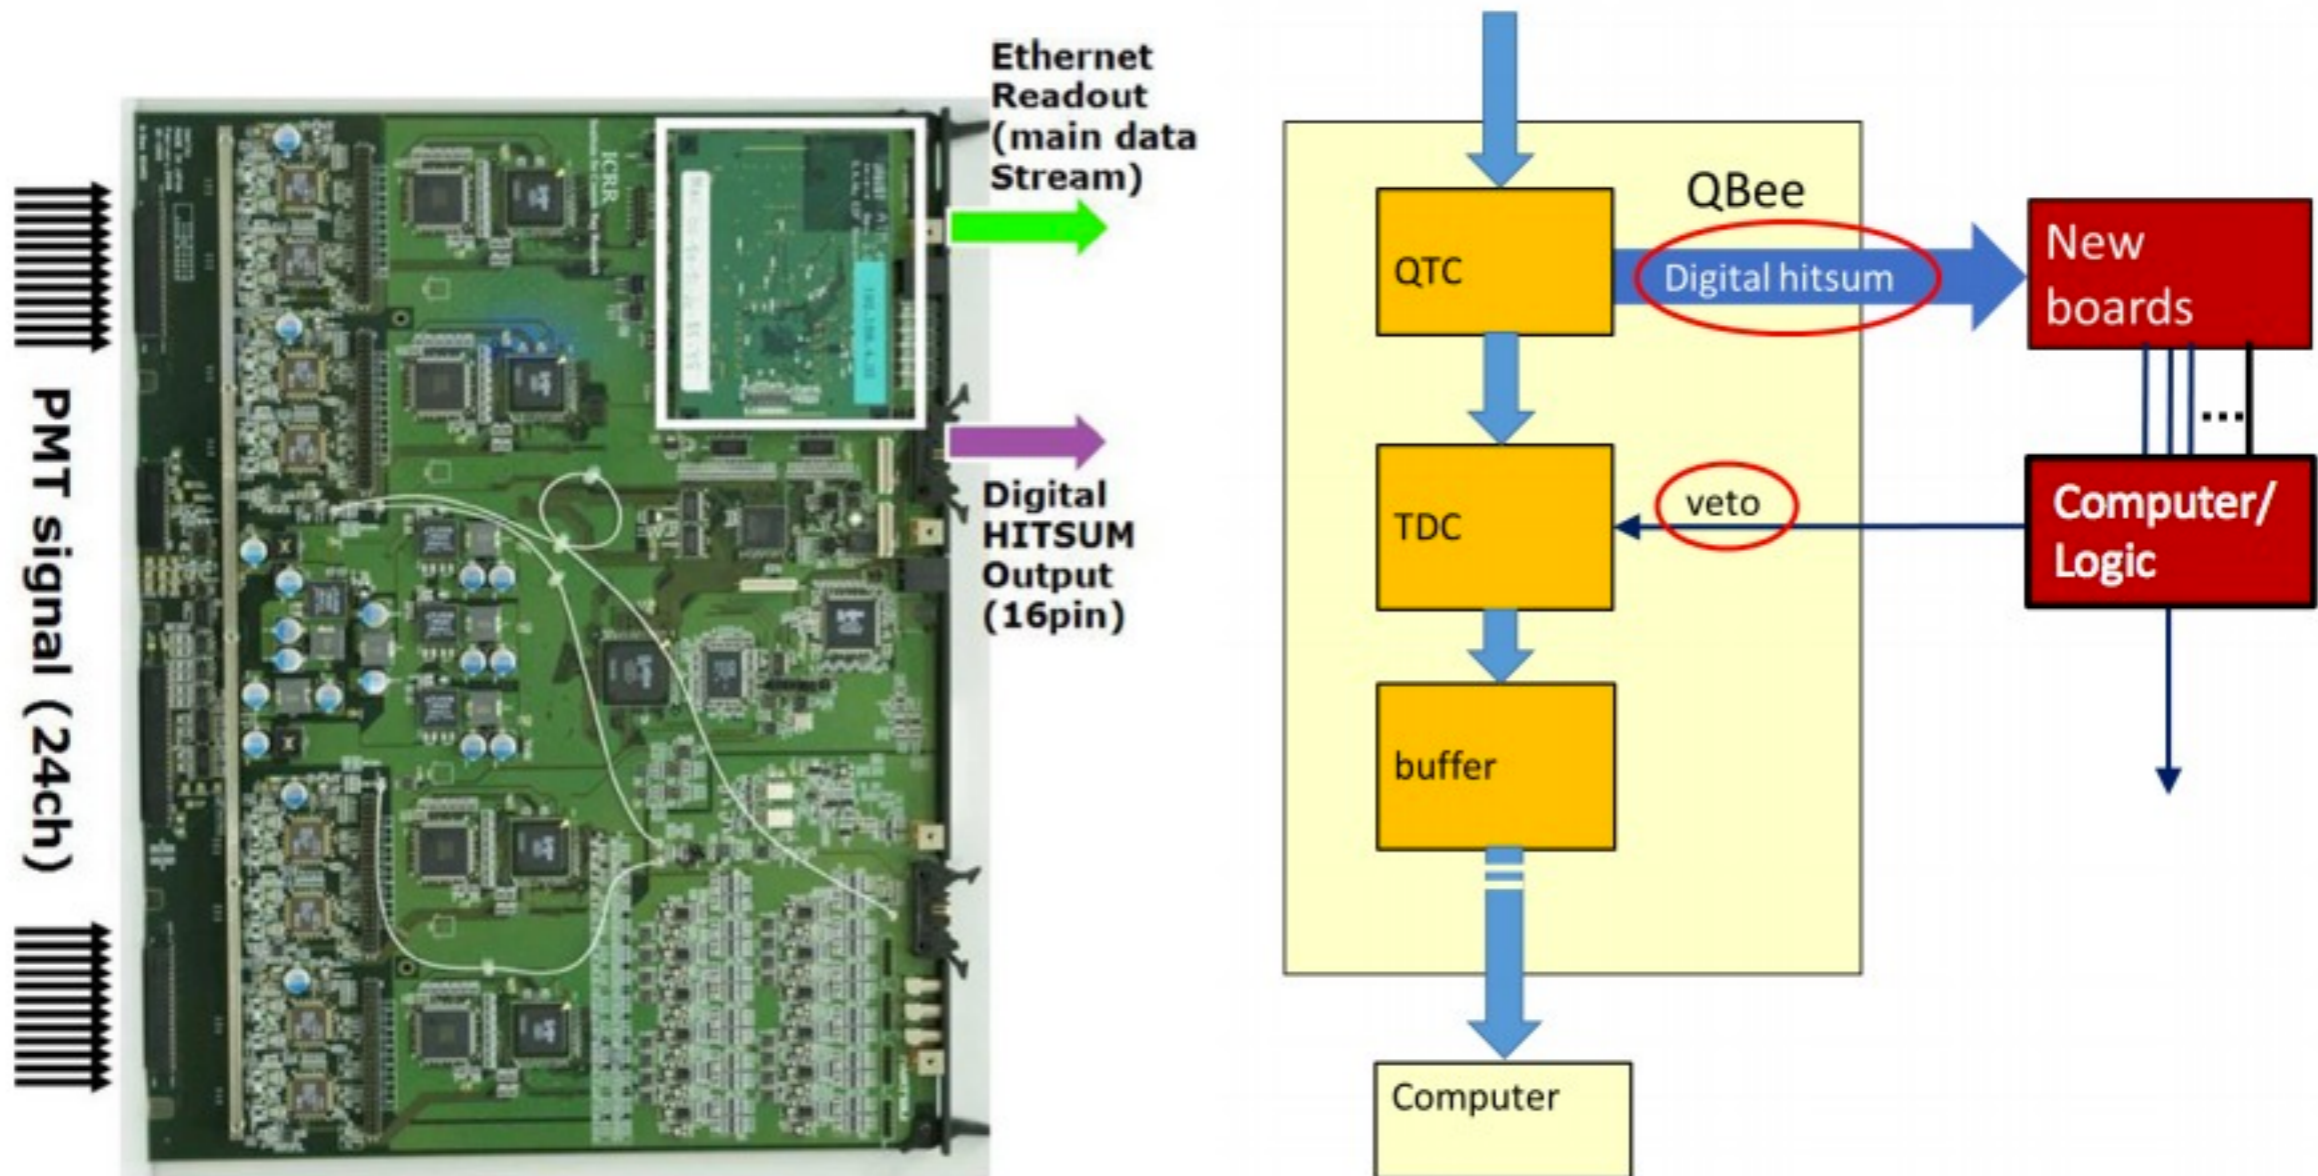 Ethernet
Readout
(main data
Stream)
PMT signal (24ch)
ICRR
Digital
HITSUM
Output
(16pin)
QBee
QTC
Digital hitsum
New
boards
...
TDC
veto
Computer/
Logic
buffer
Computer